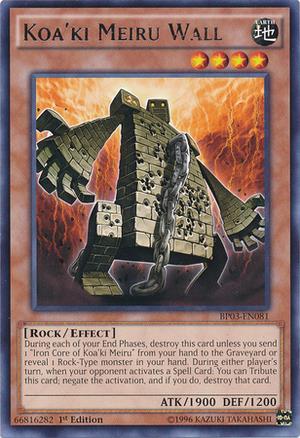 KOA'KI MEIRU WALL
EARTH
地
BP03-EN081
[ROCK/EFFECT]
During each of your End Phases, destroy this card unless you send
1 "Iron Core of Koa'ki Meiru" from your hand to the Graveyard or
reveal 1 Rock-Type monster in your hand. During either player's
turn, when your opponent activates a Spell Card: You can Tribute
this card; negate the activation, and if you do, destroy that card.
ATK/1900 DEF/1200
66816282 1st Edition ©1996 KAZUKI TAKAHASHI